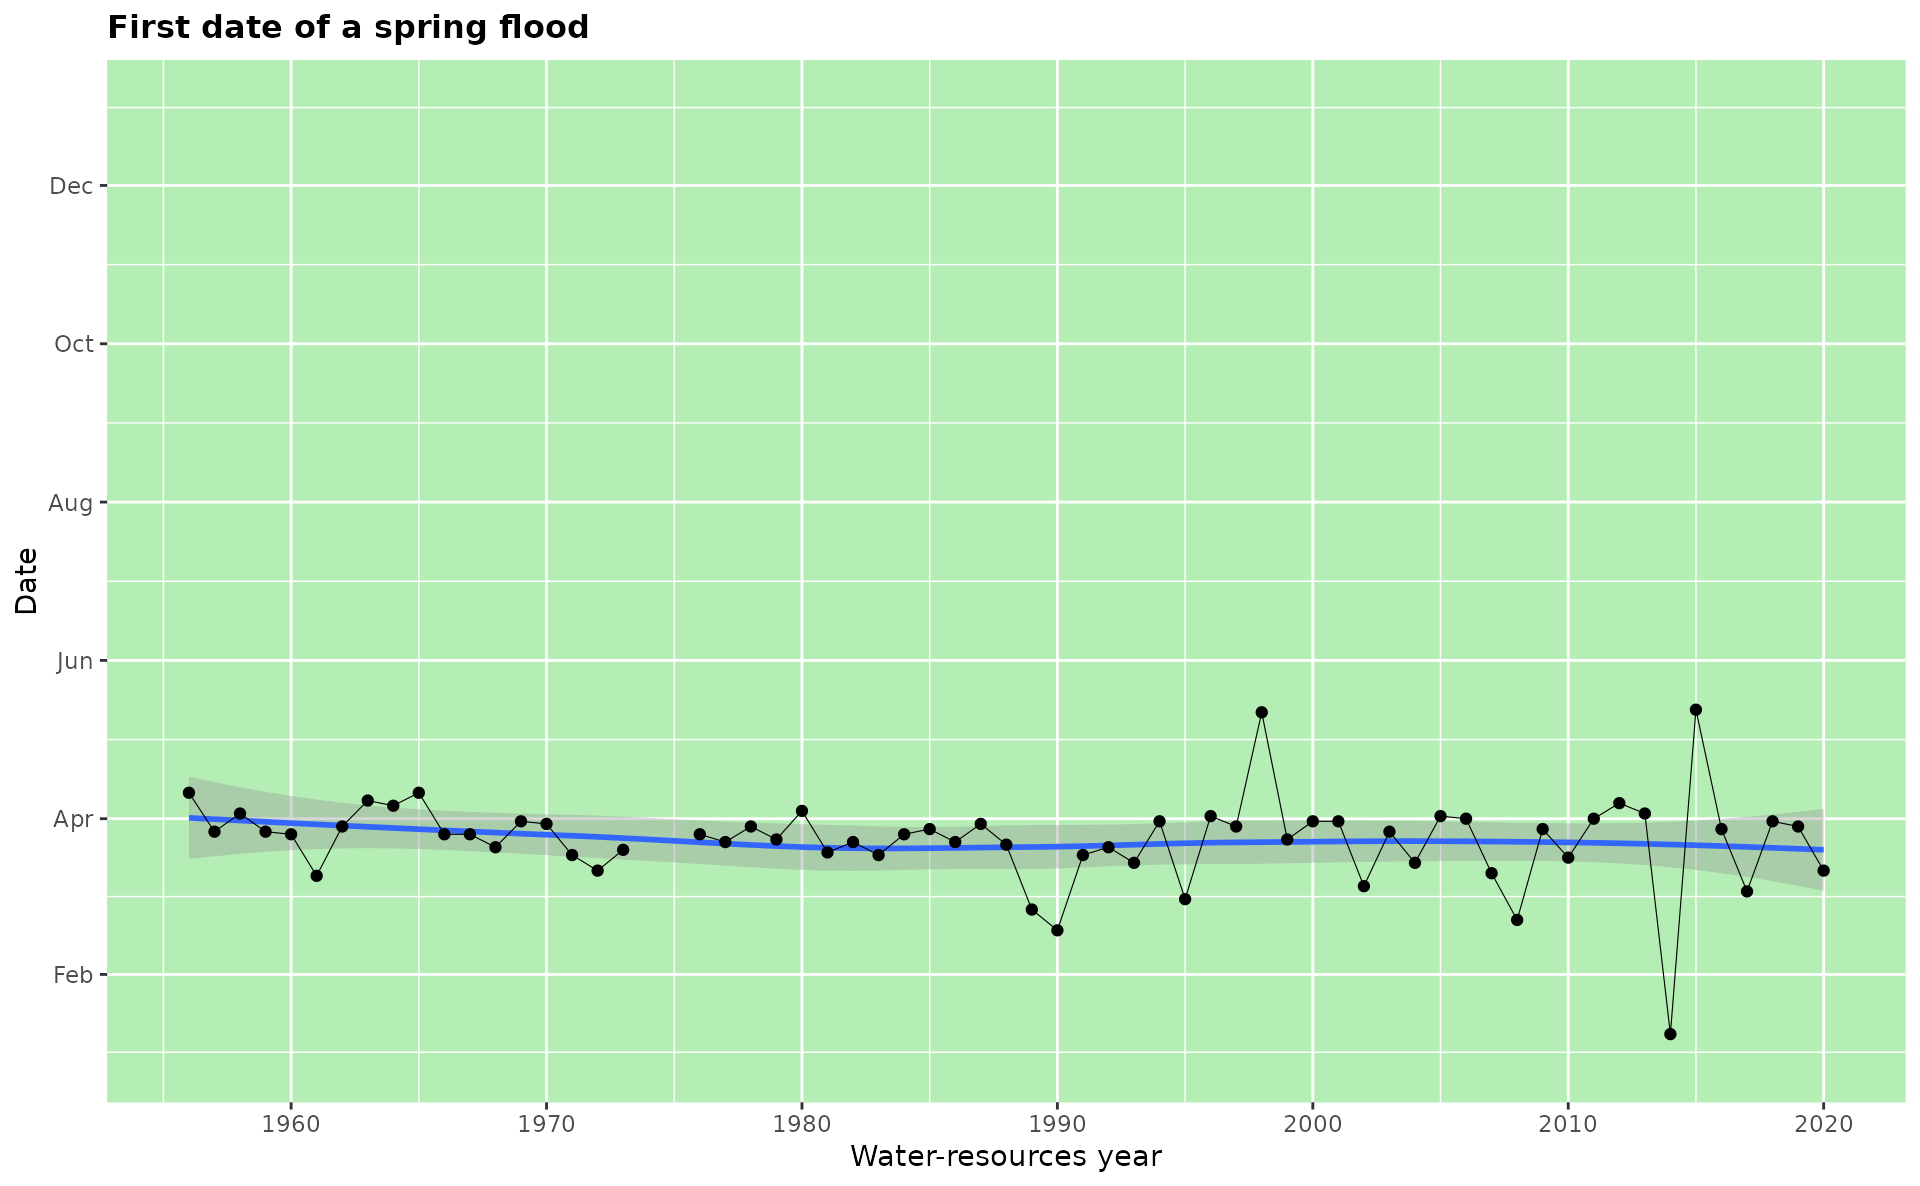 First date of a spring flood
Date
Dec
Oct
Aug
Jun
Apr
Feb
1960 1970 1980 1990 2000 2010 2020
Water-resources year